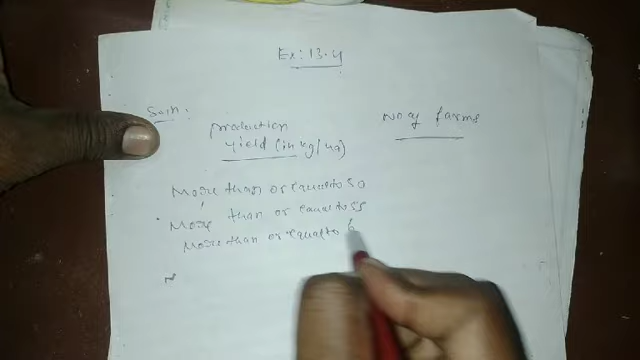 Ex: 13.4
Soln:
production
yield (in kg/ha)
No of farms
More than or equal to 50
More than or equal to 55
More than or equal to 6